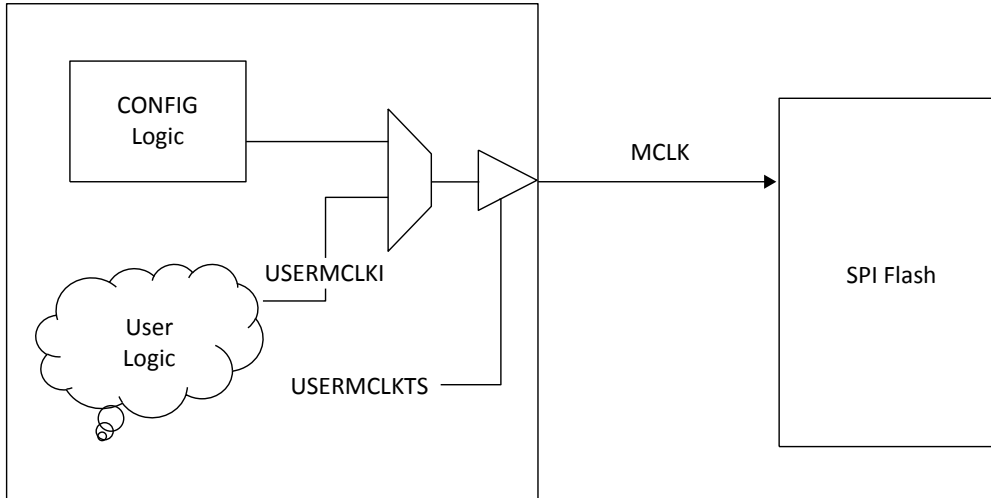 CONFIG
Logic
MCLK
USERMCLKI
SPI Flash
User
Logic
USERMCLKTS